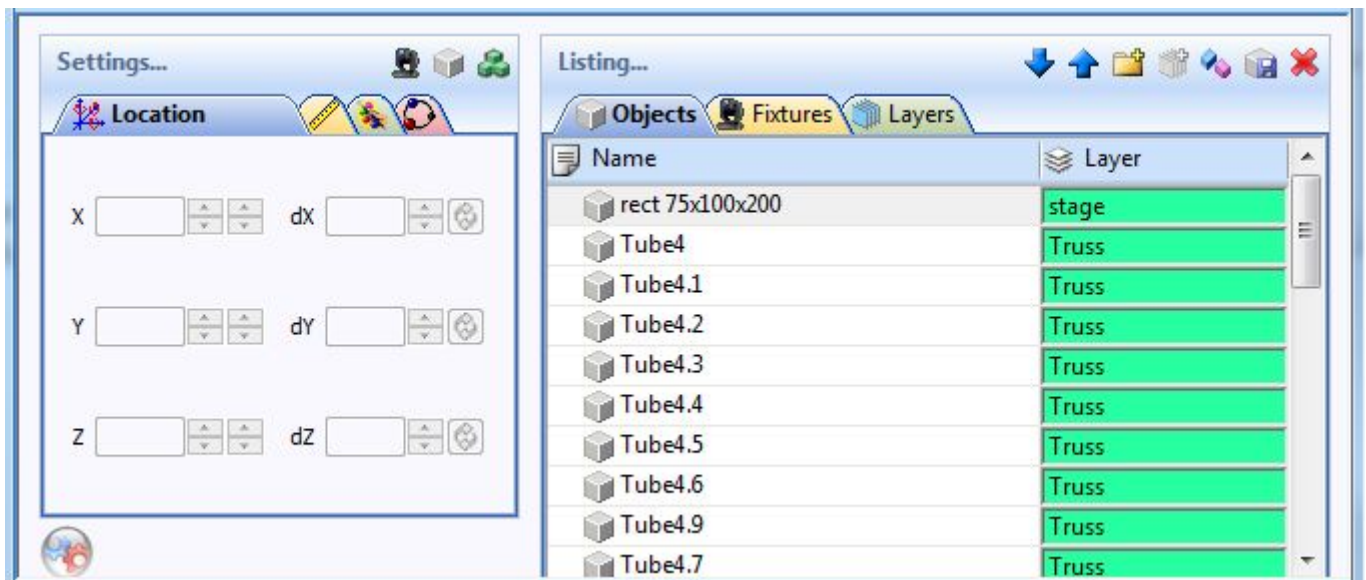 Settings...
Location
X dX
Y dY
Z dZ
Listing...
Objects Fixtures Layers
Name Layer
rect 75x100x200 stage
Tube4 Truss
Tube4.1 Truss
Tube4.2 Truss
Tube4.3 Truss
Tube4.4 Truss
Tube4.5 Truss
Tube4.6 Truss
Tube4.9 Truss
Tube4.7 Truss